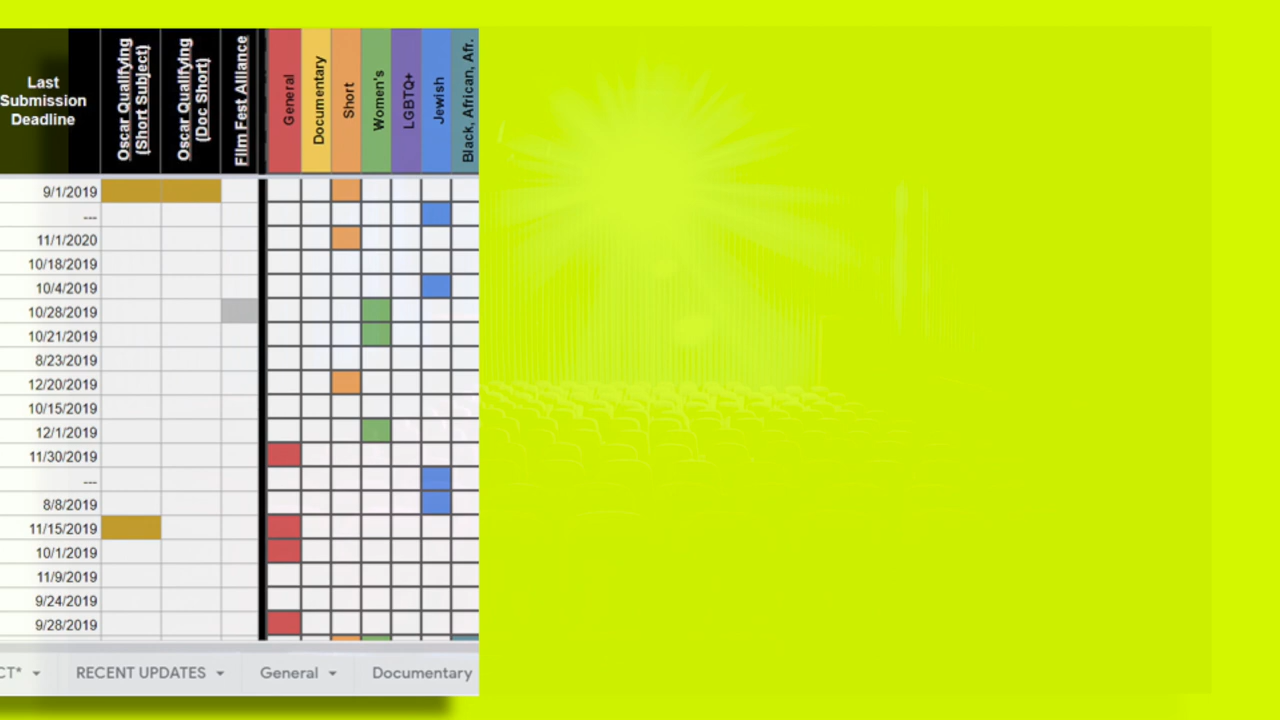 Last
Submission
Deadline
Oscar Qualifying
(Short Subject)
Oscar Qualifying
(Doc Short)
Film Fest Alliance
General
Documentary
Short
Women's
LGBTQ+
Jewish
Black, African, Afr.
9/1/2019
---
11/1/2020
10/18/2019
10/4/2019
10/28/2019
10/21/2019
8/23/2019
12/20/2019
10/15/2019
12/1/2019
11/30/2019
---
8/8/2019
11/15/2019
10/1/2019
11/9/2019
9/24/2019
9/28/2019
CT* RECENT UPDATES General Documentary